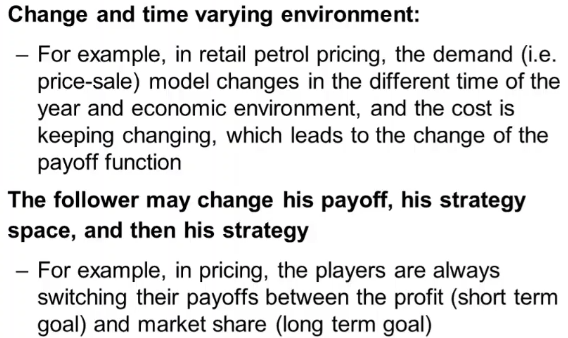 Change and time varying environment:
– For example, in retail petrol pricing, the demand (i.e.
price-sale) model changes in the different time of the
year and economic environment, and the cost is
keeping changing, which leads to the change of the
payoff function
The follower may change his payoff, his strategy
space, and then his strategy
– For example, in pricing, the players are always
switching their payoffs between the profit (short term
goal) and market share (long term goal)